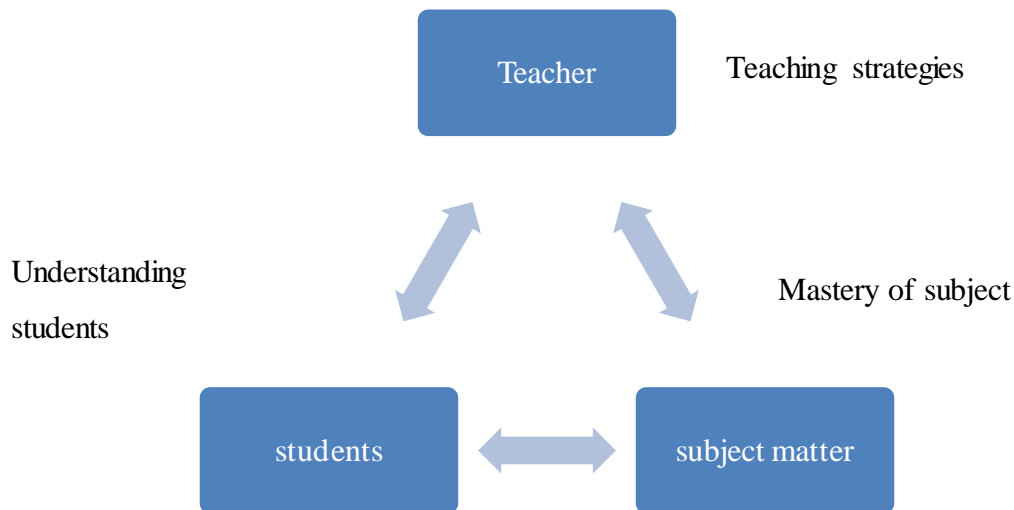 Teacher
Teaching strategies
Understanding
students
Mastery of subject
students
subject matter